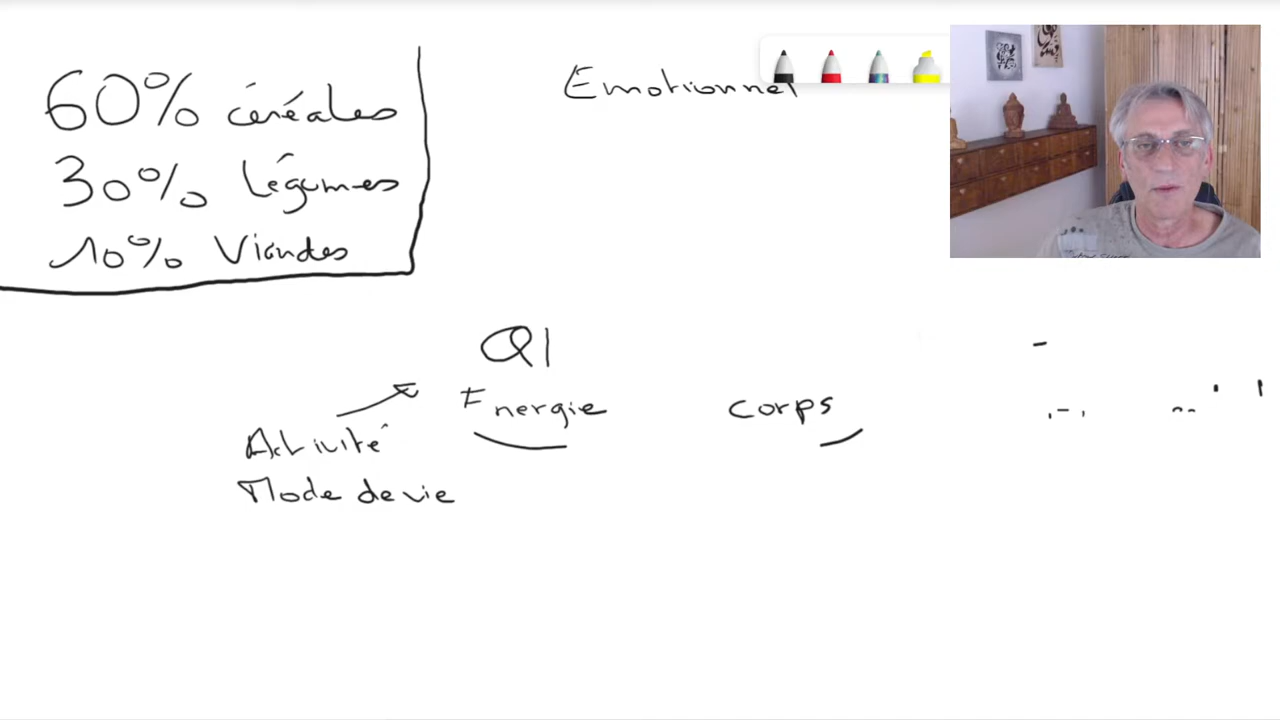 60% céréales
30% légumes
10% Viandes
Emotionnel
QI
Energie
corps
Activité
Mode de vie